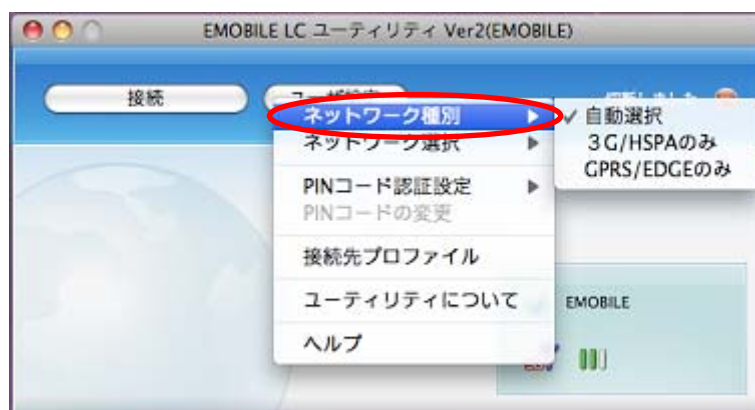 EMOBILE LC ユーティリティ Ver2(EMOBILE)
接続
ネットワーク種別
自動選択
ネットワーク選択
3G/HSPAのみ
GPRS/EDGEのみ
PINコード認証設定
PINコードの変更
接続先プロファイル
ユーティリティについて
EMOBILE
ヘルプ